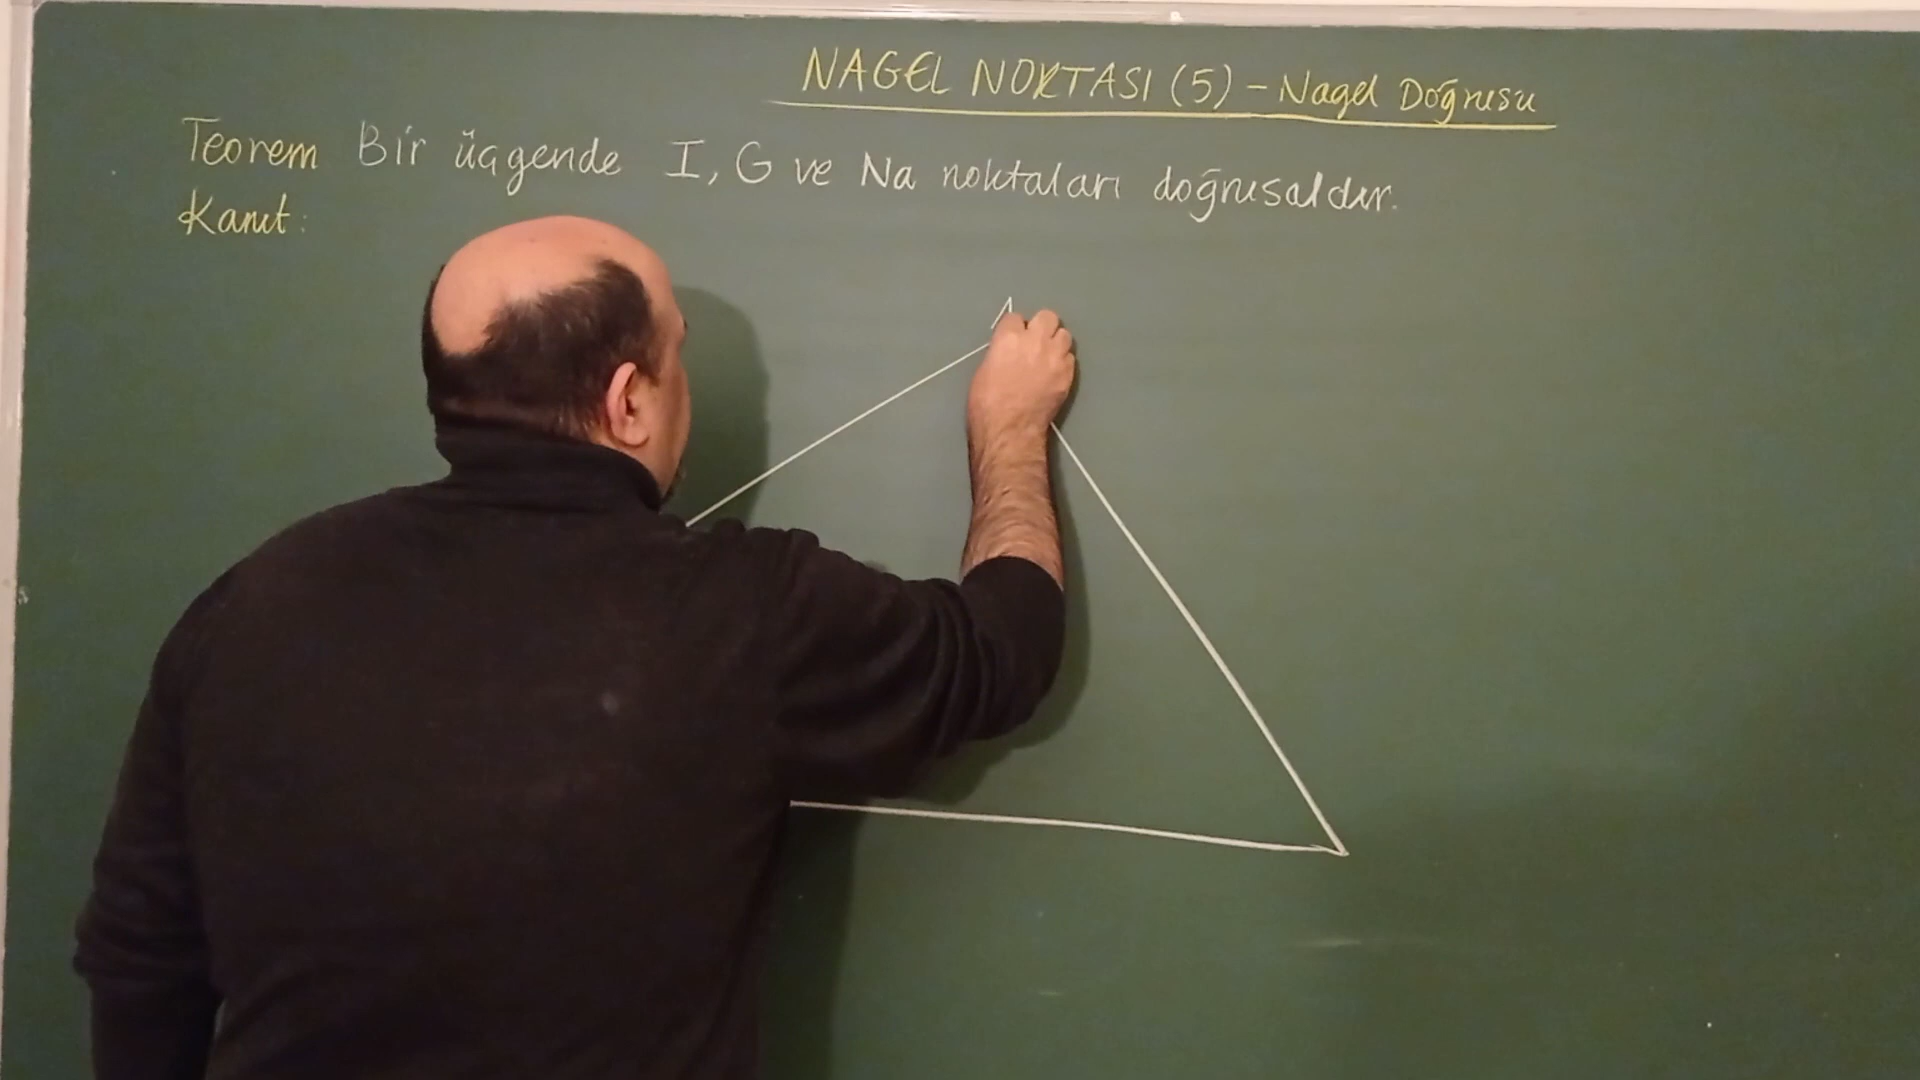 NAGEL NOKTASI (5) - Nagel Doğrusu
Teorem Bir üçgende I, G ve Na noktaları doğrusaldır.
Kanıt:
A